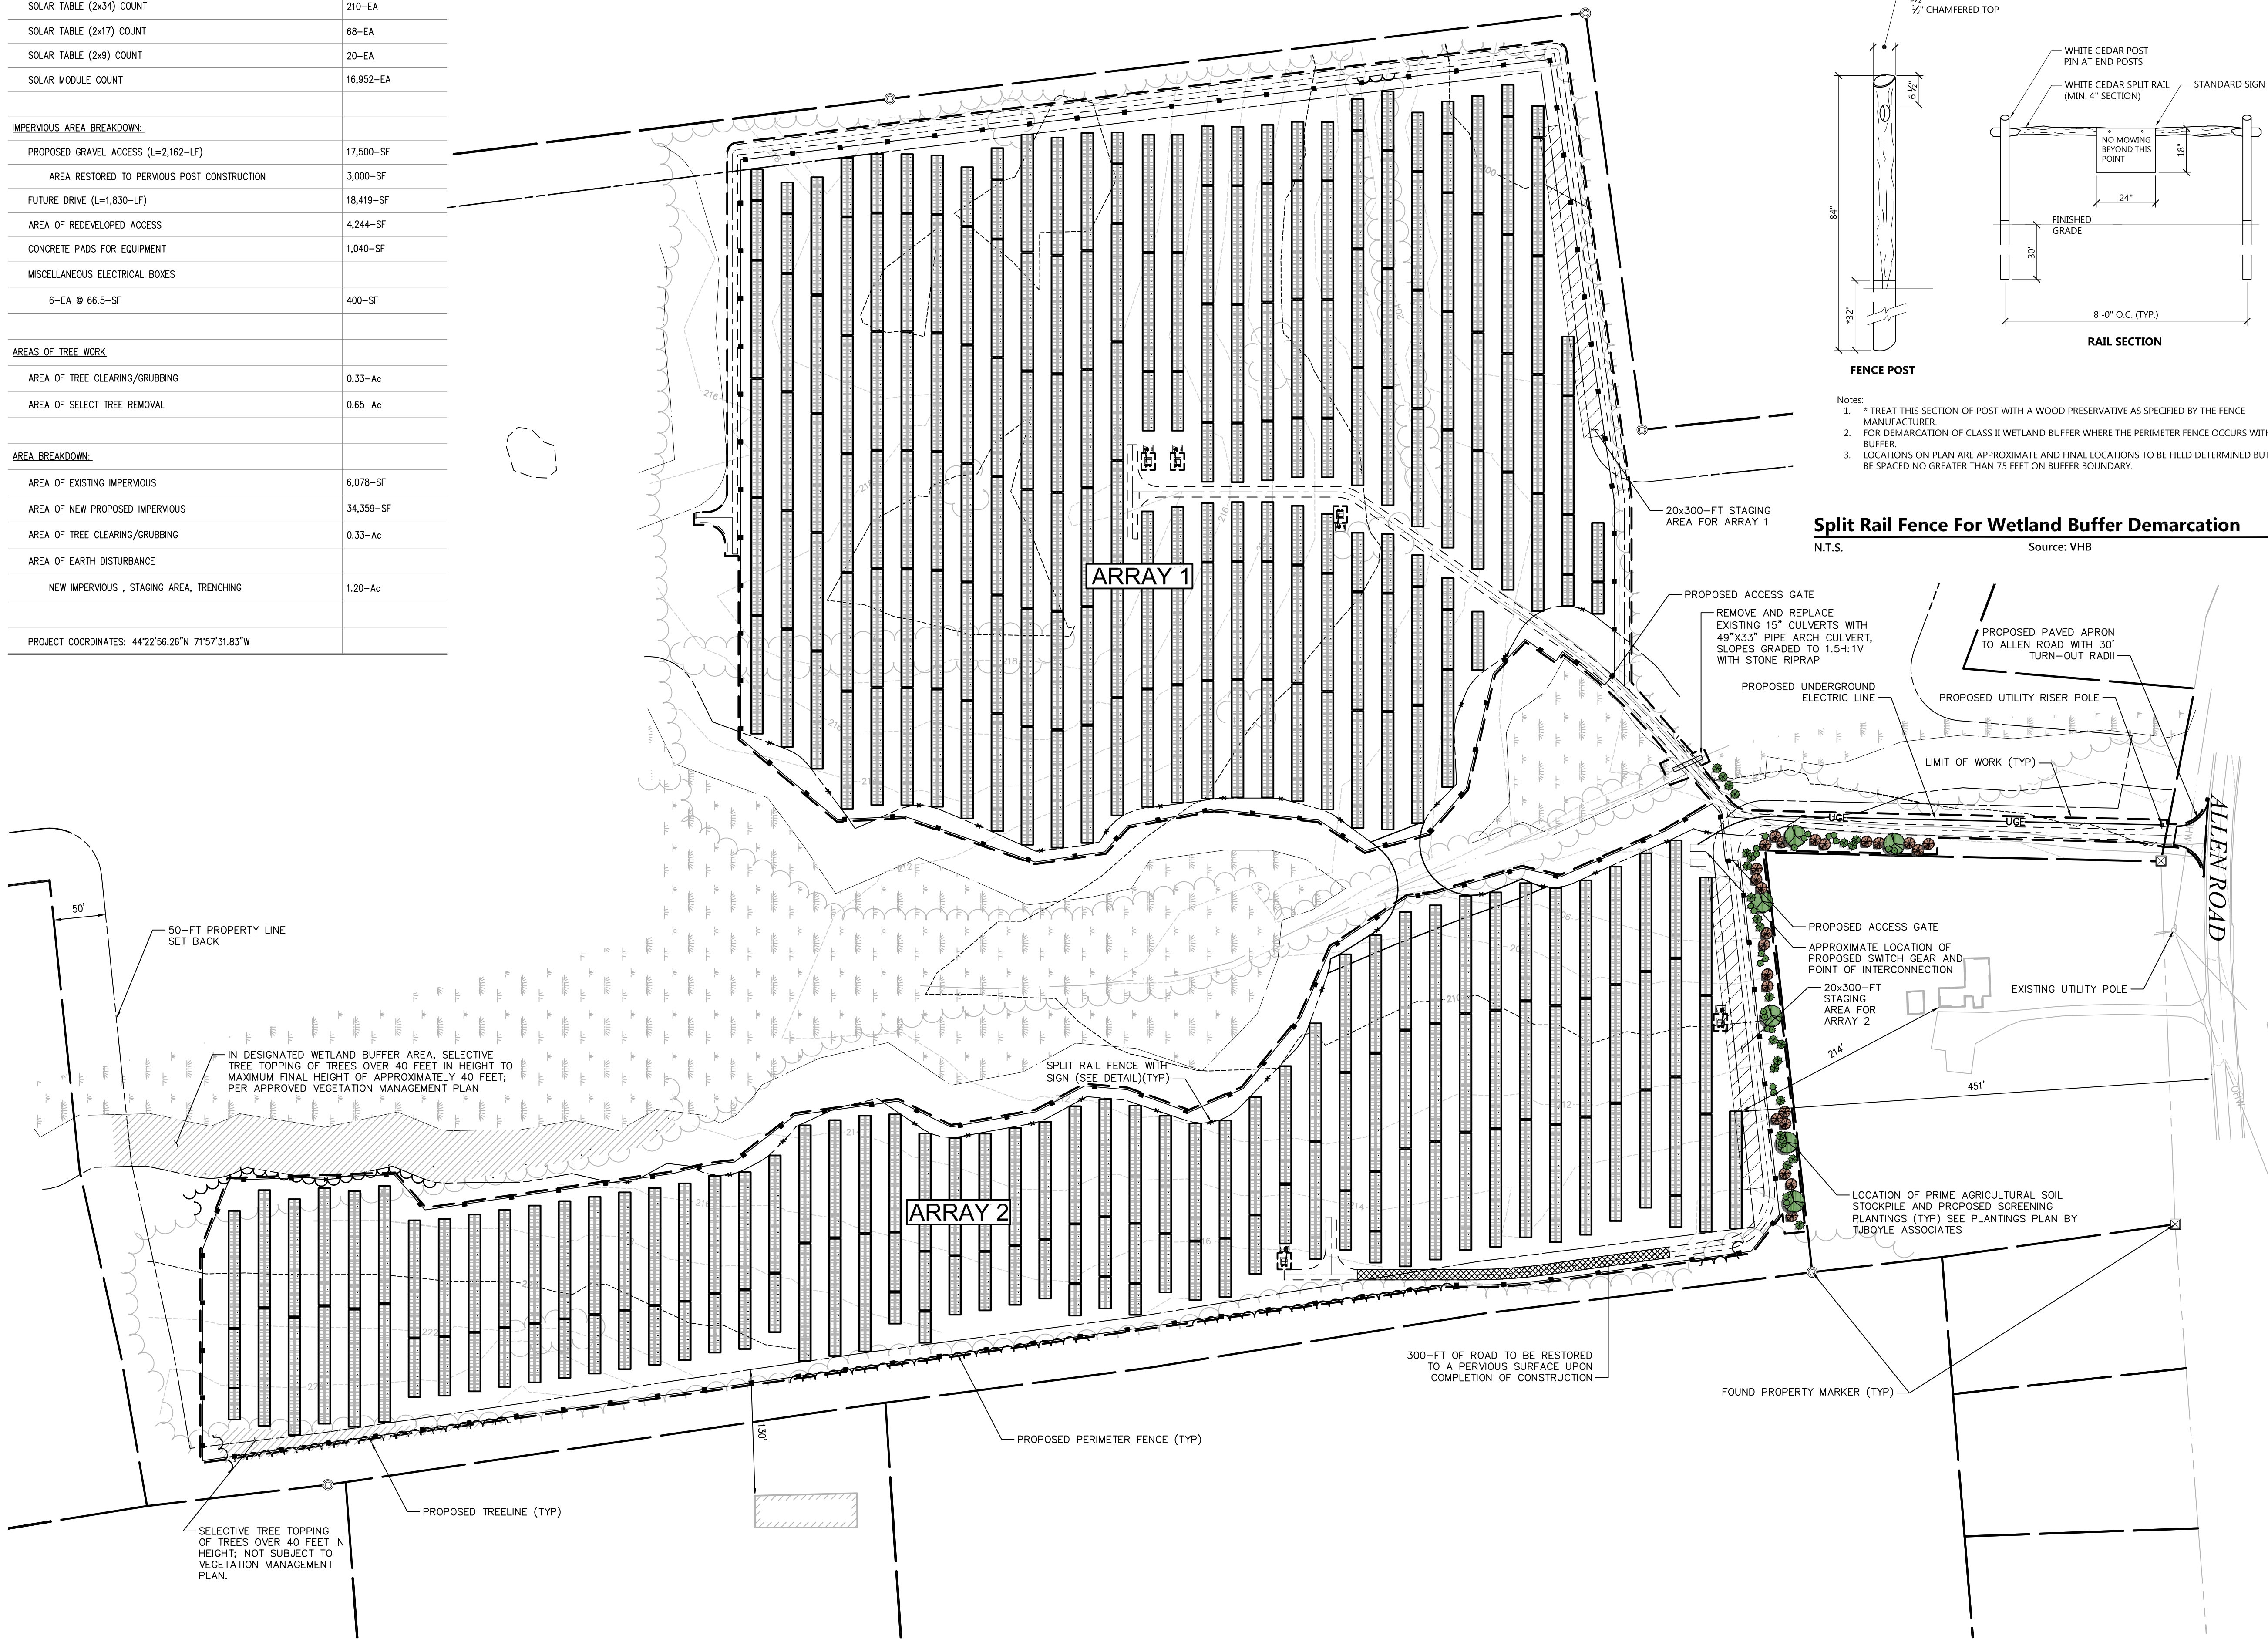 SOLAR TABLE (2x34) COUNT 210-EA
SOLAR TABLE (2x17) COUNT 68-EA
SOLAR TABLE (2x9) COUNT 20-EA
SOLAR MODULE COUNT 16,952-EA
IMPERVIOUS AREA BREAKDOWN:
PROPOSED GRAVEL ACCESS (L=2,162-LF) 17,500-SF
AREA RESTORED TO PERVIOUS POST CONSTRUCTION 3,000-SF
FUTURE DRIVE (L=1,830-LF) 18,419-SF
AREA OF REDEVELOPED ACCESS 4,244-SF
CONCRETE PADS FOR EQUIPMENT 1,040-SF
MISCELLANEOUS ELECTRICAL BOXES
6-EA @ 66.5-SF 400-SF
AREAS OF TREE WORK
AREA OF TREE CLEARING/GRUBBING 0.33-Ac
AREA OF SELECT TREE REMOVAL 0.65-Ac
AREA BREAKDOWN:
AREA OF EXISTING IMPERVIOUS 6,078-SF
AREA OF NEW PROPOSED IMPERVIOUS 34,359-SF
AREA OF TREE CLEARING/GRUBBING 0.33-Ac
AREA OF EARTH DISTURBANCE
NEW IMPERVIOUS , STAGING AREA, TRENCHING 1.20-Ac
PROJECT COORDINATES: 44°22'56.26"N 71°57'31.83"W
½" CHAMFERED TOP
6 ½"
84"
*32"
FENCE POST
WHITE CEDAR POST
PIN AT END POSTS
WHITE CEDAR SPLIT RAIL
(MIN. 4" SECTION)
STANDARD SIGN
NO MOWING
BEYOND THIS
POINT
18"
24"
FINISHED
GRADE
30"
8'-0" O.C. (TYP.)
RAIL SECTION
Notes:
1. * TREAT THIS SECTION OF POST WITH A WOOD PRESERVATIVE AS SPECIFIED BY THE FENCE
MANUFACTURER.
2. FOR DEMARCATION OF CLASS II WETLAND BUFFER WHERE THE PERIMETER FENCE OCCURS WITH
BUFFER.
3. LOCATIONS ON PLAN ARE APPROXIMATE AND FINAL LOCATIONS TO BE FIELD DETERMINED BUT
BE SPACED NO GREATER THAN 75 FEET ON BUFFER BOUNDARY.
Split Rail Fence For Wetland Buffer Demarcation
N.T.S. Source: VHB
20x300-FT STAGING
AREA FOR ARRAY 1
ARRAY 1
216
216
216
218
212
PROPOSED ACCESS GATE
REMOVE AND REPLACE
EXISTING 15" CULVERTS WITH
49"X33" PIPE ARCH CULVERT,
SLOPES GRADED TO 1.5H:1V
WITH STONE RIPRAP
PROPOSED PAVED APRON
TO ALLEN ROAD WITH 30'
TURN-OUT RADII
PROPOSED UNDERGROUND
ELECTRIC LINE
PROPOSED UTILITY RISER POLE
LIMIT OF WORK (TYP)
UGE
UGE
ALLEN ROAD
PROPOSED ACCESS GATE
APPROXIMATE LOCATION OF
PROPOSED SWITCH GEAR AND
POINT OF INTERCONNECTION
20x300-FT
STAGING
AREA FOR
ARRAY 2
EXISTING UTILITY POLE
214'
451'
50'
50-FT PROPERTY LINE
SET BACK
IN DESIGNATED WETLAND BUFFER AREA, SELECTIVE
TREE TOPPING OF TREES OVER 40 FEET IN HEIGHT TO
MAXIMUM FINAL HEIGHT OF APPROXIMATELY 40 FEET;
PER APPROVED VEGETATION MANAGEMENT PLAN
SPLIT RAIL FENCE WITH
SIGN (SEE DETAIL)(TYP)
ARRAY 2
LOCATION OF PRIME AGRICULTURAL SOIL
STOCKPILE AND PROPOSED SCREENING
PLANTINGS (TYP) SEE PLANTINGS PLAN BY
TJBOYLE ASSOCIATES
300-FT OF ROAD TO BE RESTORED
TO A PERVIOUS SURFACE UPON
COMPLETION OF CONSTRUCTION
FOUND PROPERTY MARKER (TYP)
130'
PROPOSED PERIMETER FENCE (TYP)
PROPOSED TREELINE (TYP)
SELECTIVE TREE TOPPING
OF TREES OVER 40 FEET IN
HEIGHT; NOT SUBJECT TO
VEGETATION MANAGEMENT
PLAN.